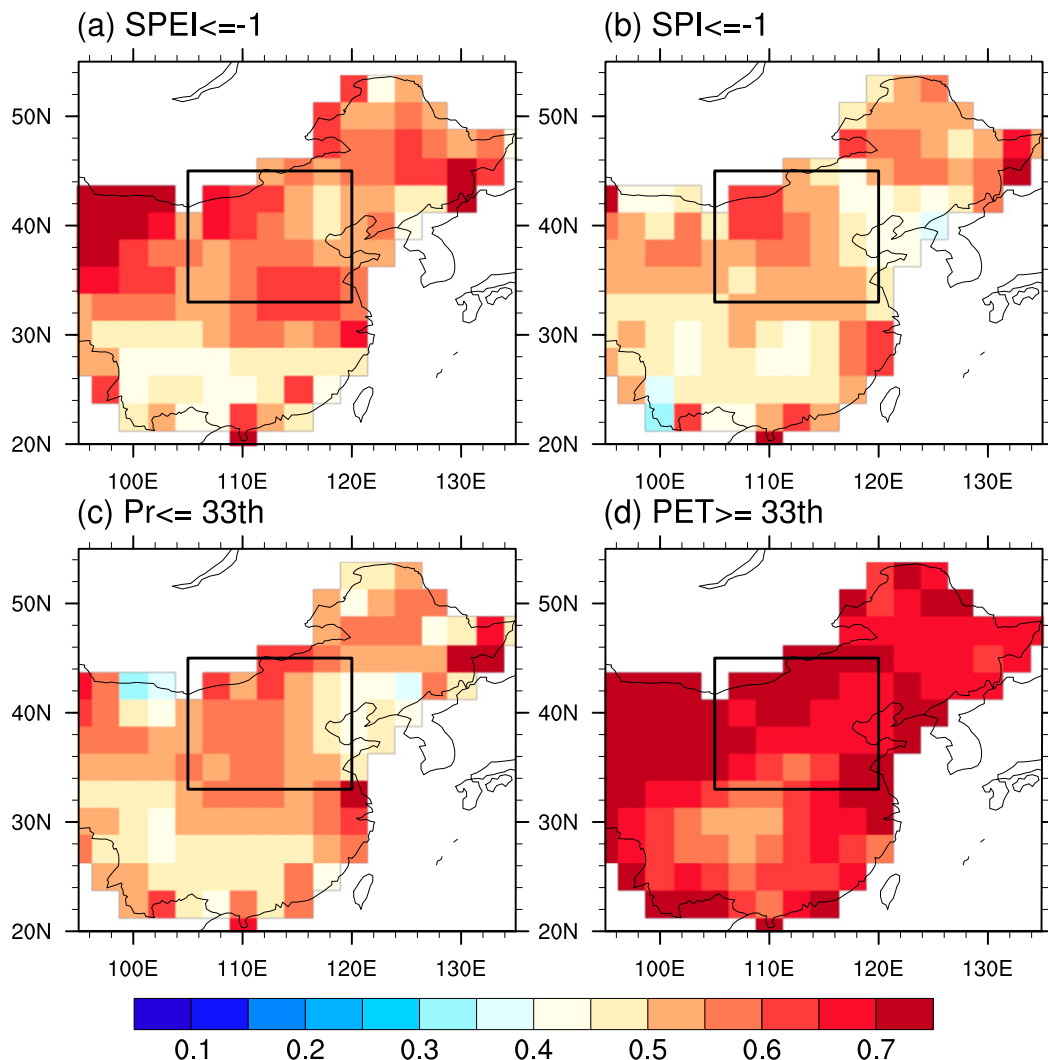 (a) SPEI<=-1
(b) SPI<=-1
50N
40N
30N
20N
50N
40N
30N
20N
100E 110E 120E 130E
100E 110E 120E 130E
(c) Pr<= 33th
(d) PET>= 33th
50N
40N
30N
20N
50N
40N
30N
20N
100E 110E 120E 130E
100E 110E 120E 130E
0.1 0.2 0.3 0.4 0.5 0.6 0.7